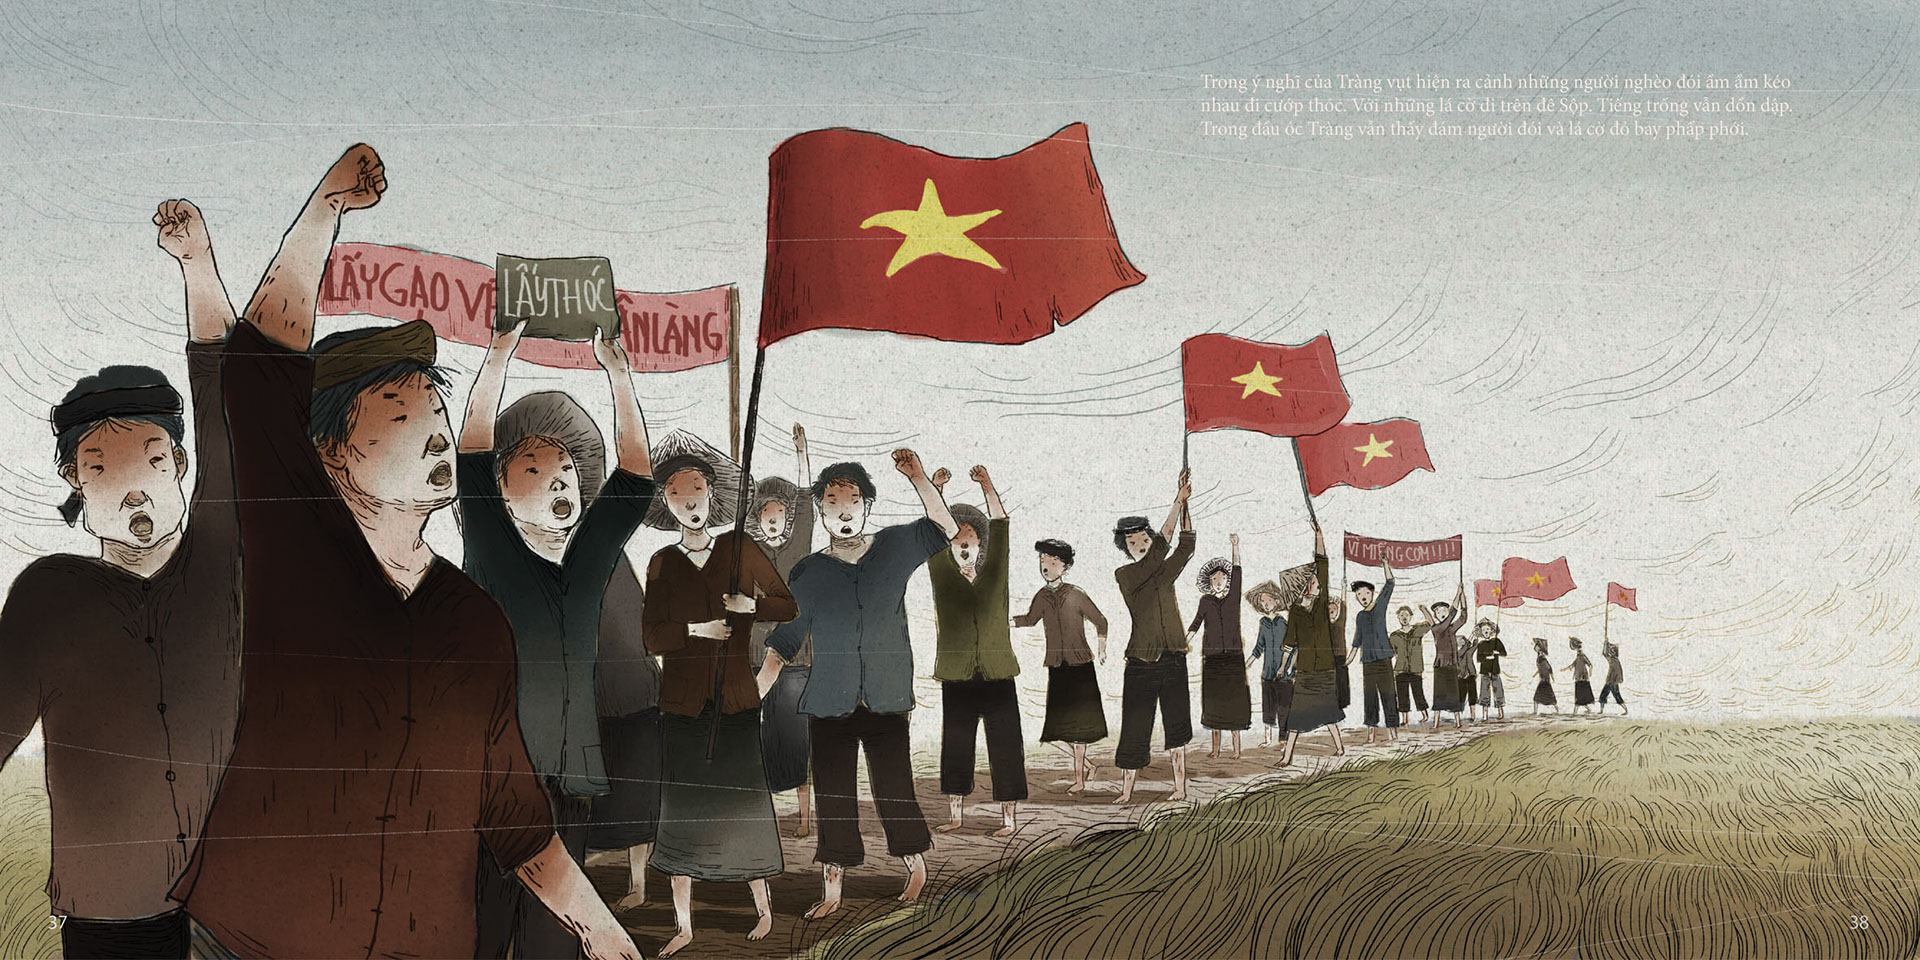 Trong ý nghĩ của Tràng vụt hiện ra cảnh những người nghèo đói ầm ầm kéo
nhau đi cướp thóc. Với những lá cờ đi trên đê Sộp. Tiếng trống vẫn dồn dập.
Trong đầu óc Tràng vẫn thấy đám người đói và lá cờ đỏ bay phấp phới.
LẤY GẠO VỀ
LẤY THÓC
LÀNG
VÌ MIẾNG CƠM!!!!
37
38